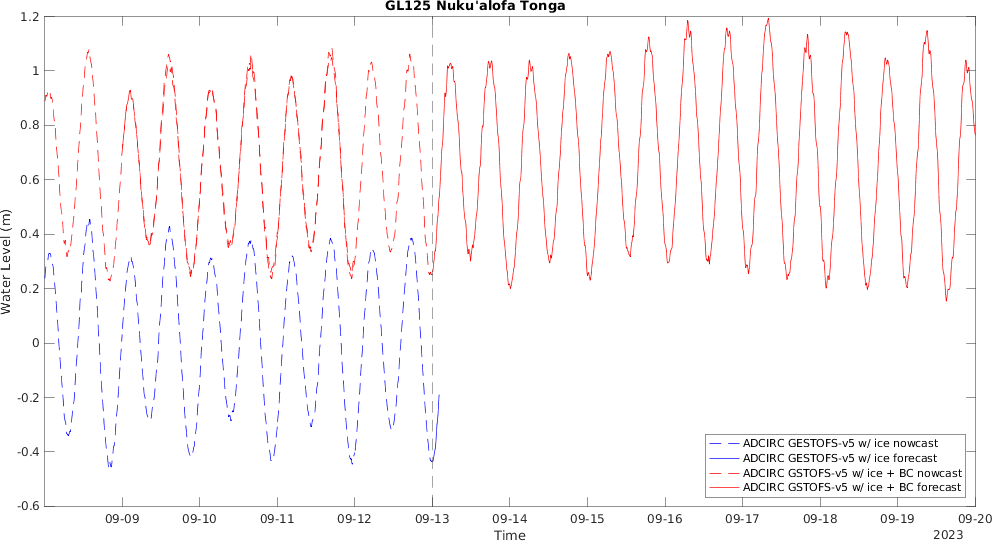 GL125 Nuku'alofa Tonga
1.2
1
0.8
0.6
0.4
0.2
0
-0.2
-0.4
-0.6
Water Level (m)
ADCIRC GESTOFS-v5 w/ ice nowcast
ADCIRC GESTOFS-v5 w/ ice forecast
ADCIRC GSTOFS-v5 w/ ice + BC nowcast
ADCIRC GSTOFS-v5 w/ ice + BC forecast
09-09 09-10 09-11 09-12 09-13 09-14 09-15 09-16 09-17 09-18 09-19 09-20
Time
2023